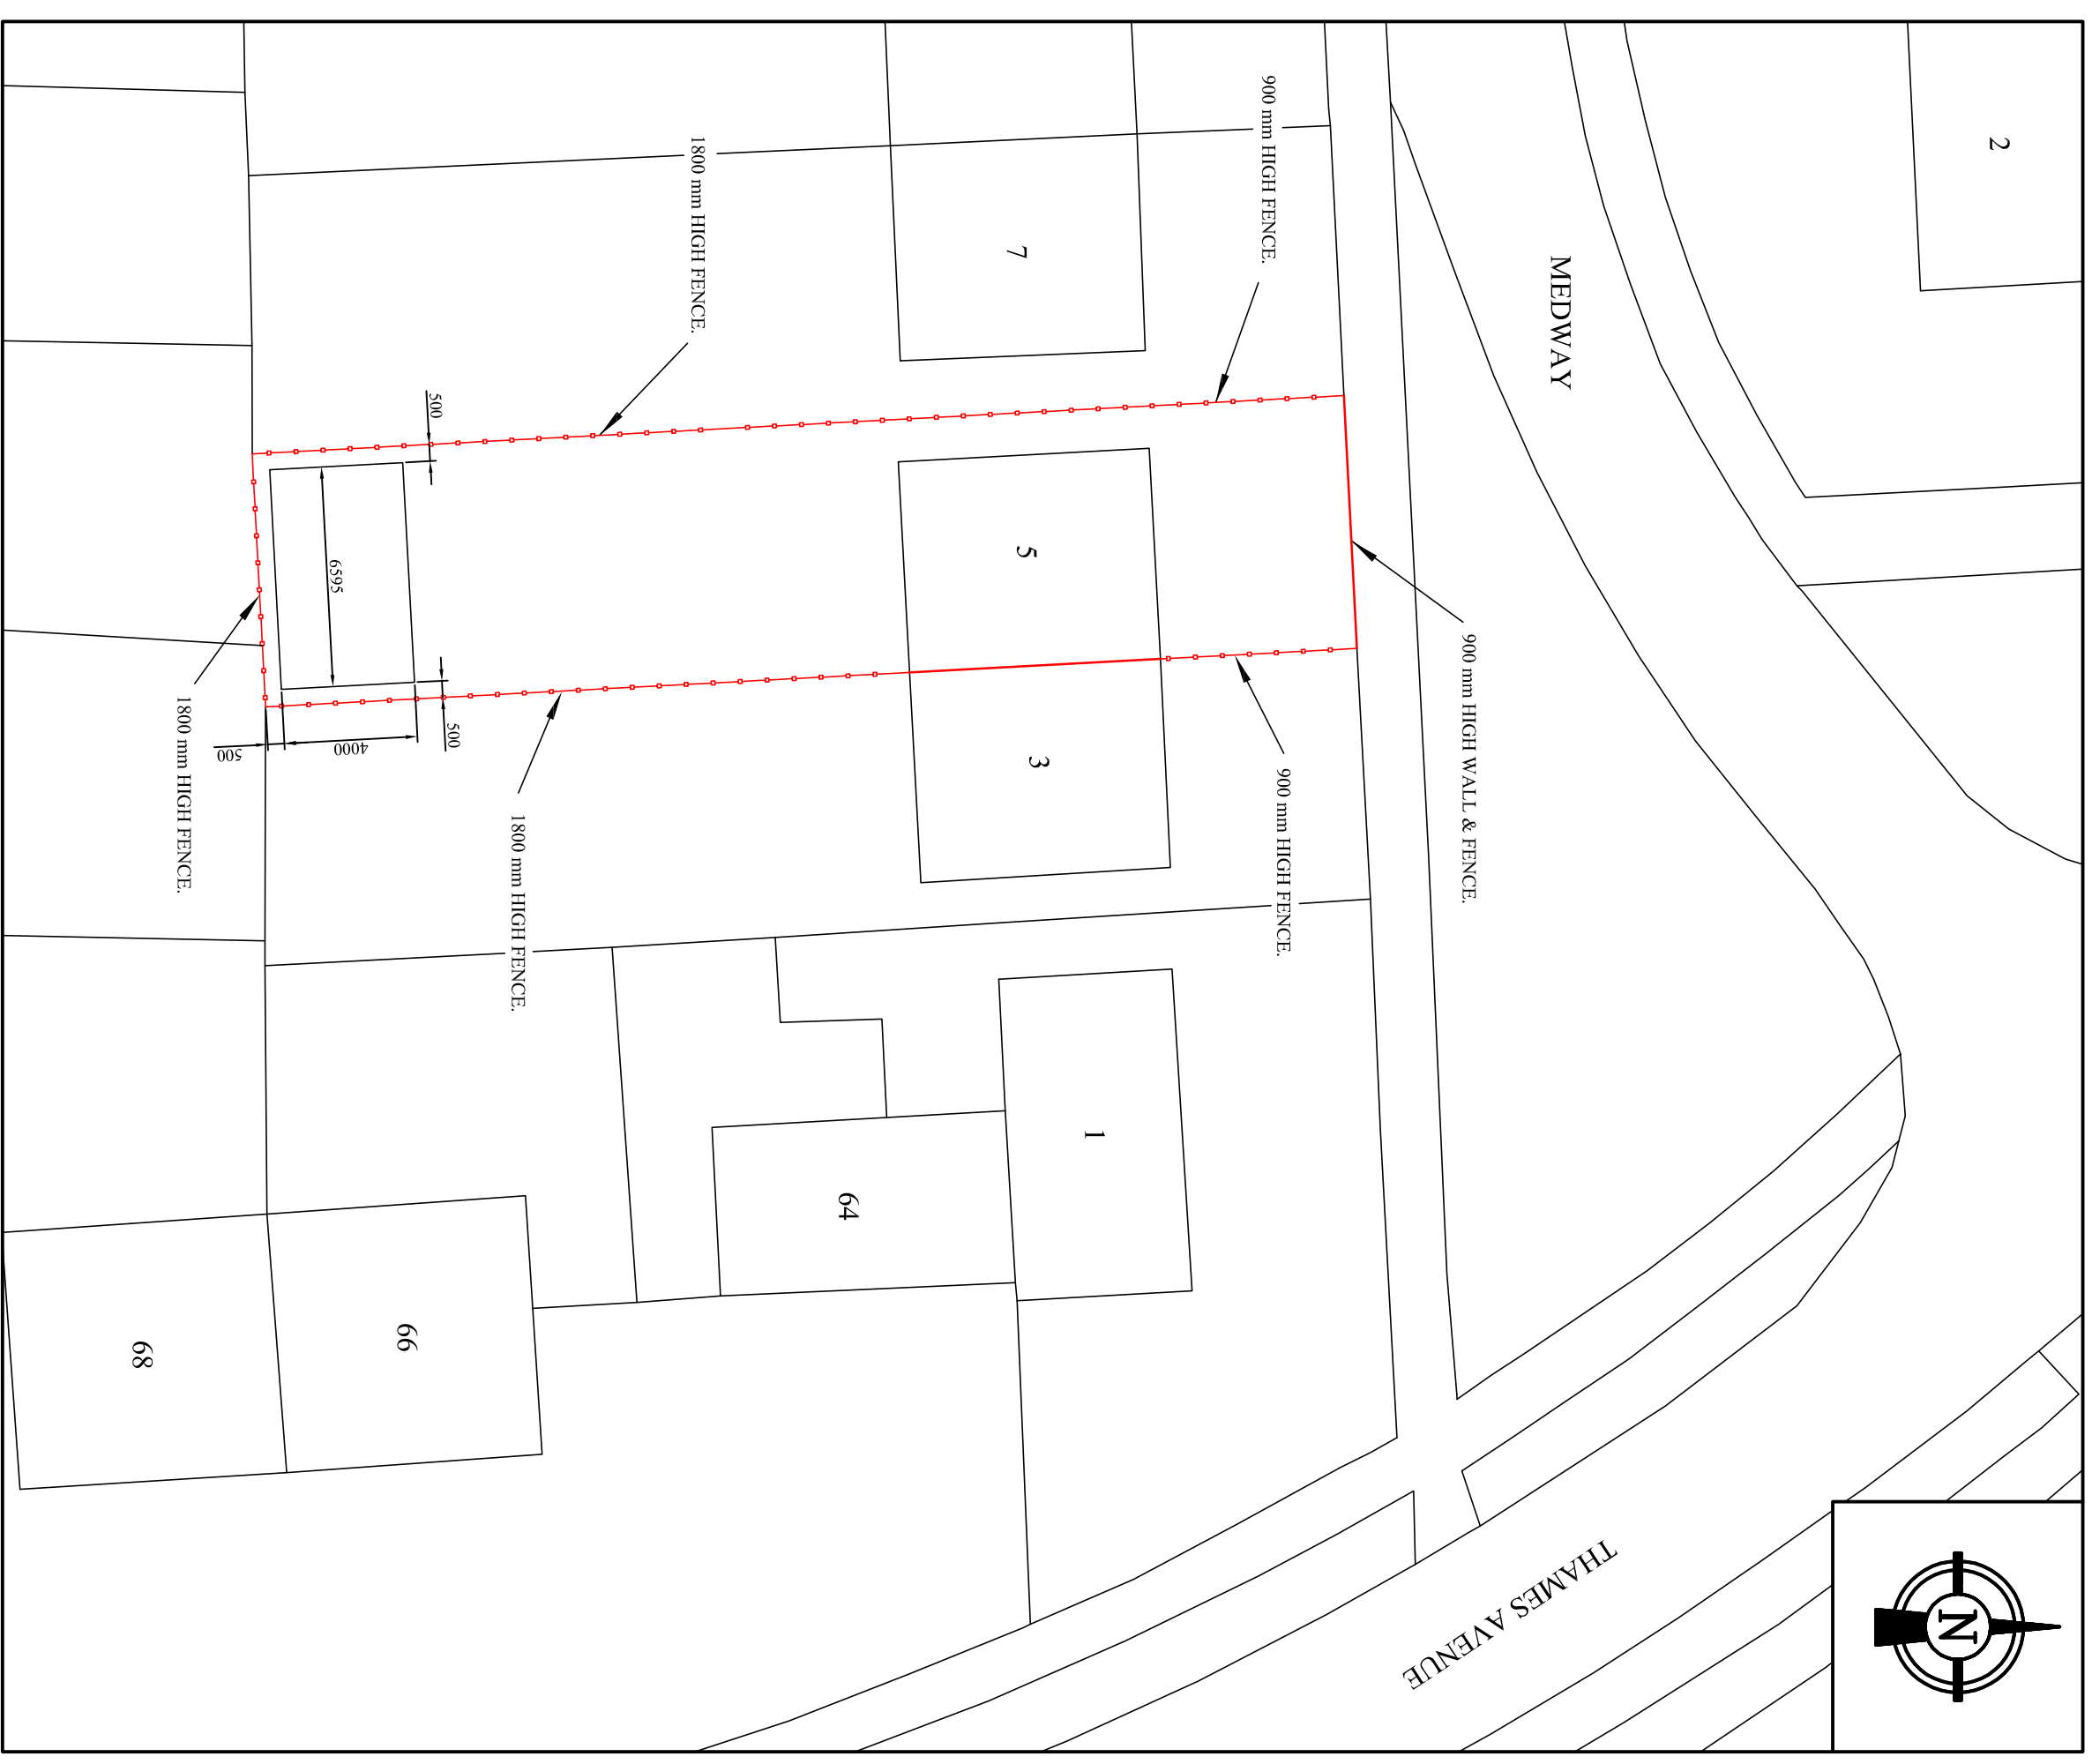 2
MEDWAY
900 mm HIGH FENCE.
7
1800 mm HIGH FENCE.
500
900 mm HIGH WALL & FENCE.
5
6595
900 mm HIGH FENCE.
3
500
4000
500
1800 mm HIGH FENCE.
1800 mm HIGH FENCE.
1
64
66
68
THAMES AVENUE
N